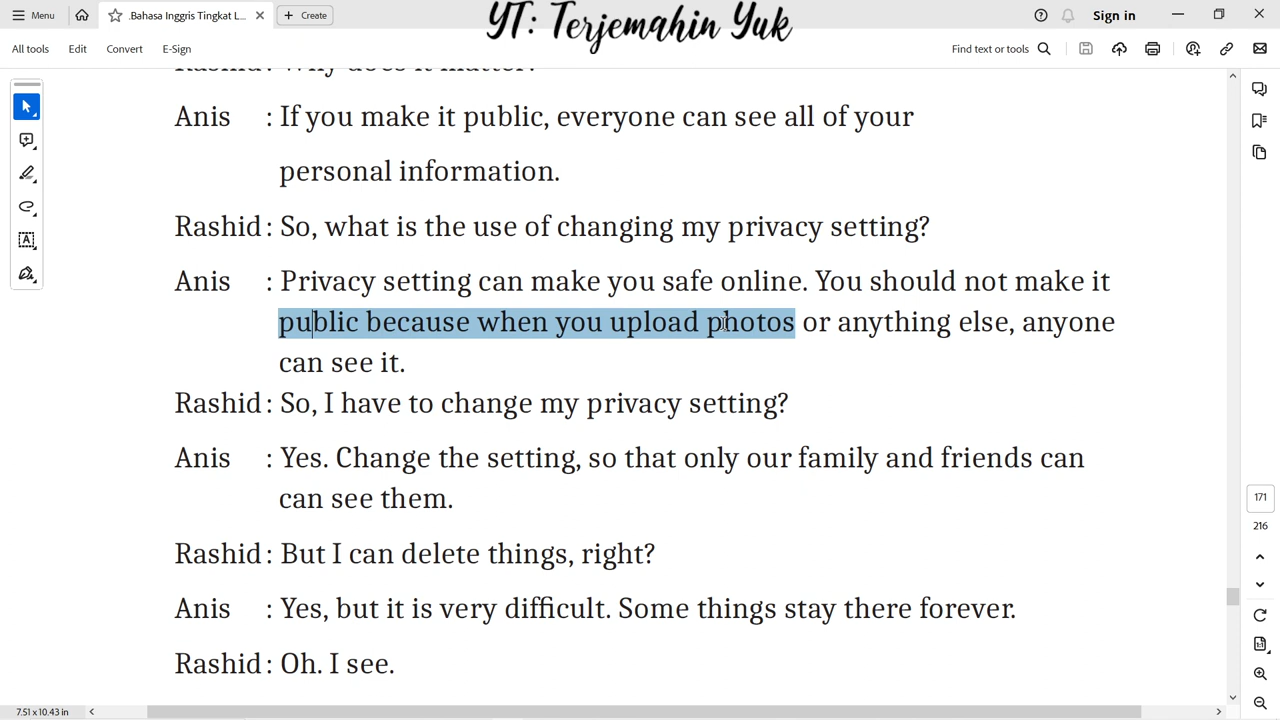 Menu
.Bahasa Inggris Tingkat L...
Create
YT: Terjemahin Yuk
Sign in
All tools
Edit
Convert
E-Sign
Find text or tools
Rashid : Why does it matter?
Anis : If you make it public, everyone can see all of your
personal information.
Rashid : So, what is the use of changing my privacy setting?
Anis : Privacy setting can make you safe online. You should not make it
public because when you upload photos or anything else, anyone
can see it.
Rashid : So, I have to change my privacy setting?
Anis : Yes. Change the setting, so that only our family and friends can
can see them.
Rashid : But I can delete things, right?
Anis : Yes, but it is very difficult. Some things stay there forever.
Rashid : Oh. I see.
171
216
7.51 x 10.43 in